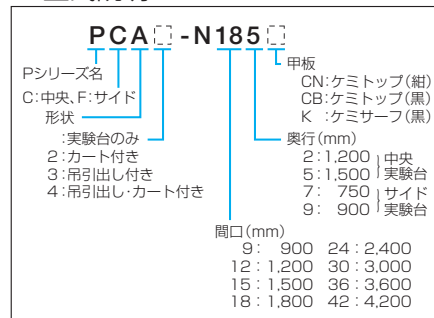 PCA□-N185□
Pシリーズ名
C:中央、F:サイド
形状
:実験台のみ
2:カート付き
3:吊引出し付き
4:吊引出し・カート付き
甲板
CN:ケミトップ(紺)
CB:ケミトップ(黒)
K :ケミサーフ(黒)
奥行(mm)
2:1,200 中央
5:1,500 実験台
7: 750 サイド
9: 900 実験台
間口(mm)
9: 900 24:2,400
12:1,200 30:3,000
15:1,500 36:3,600
18:1,800 42:4,200